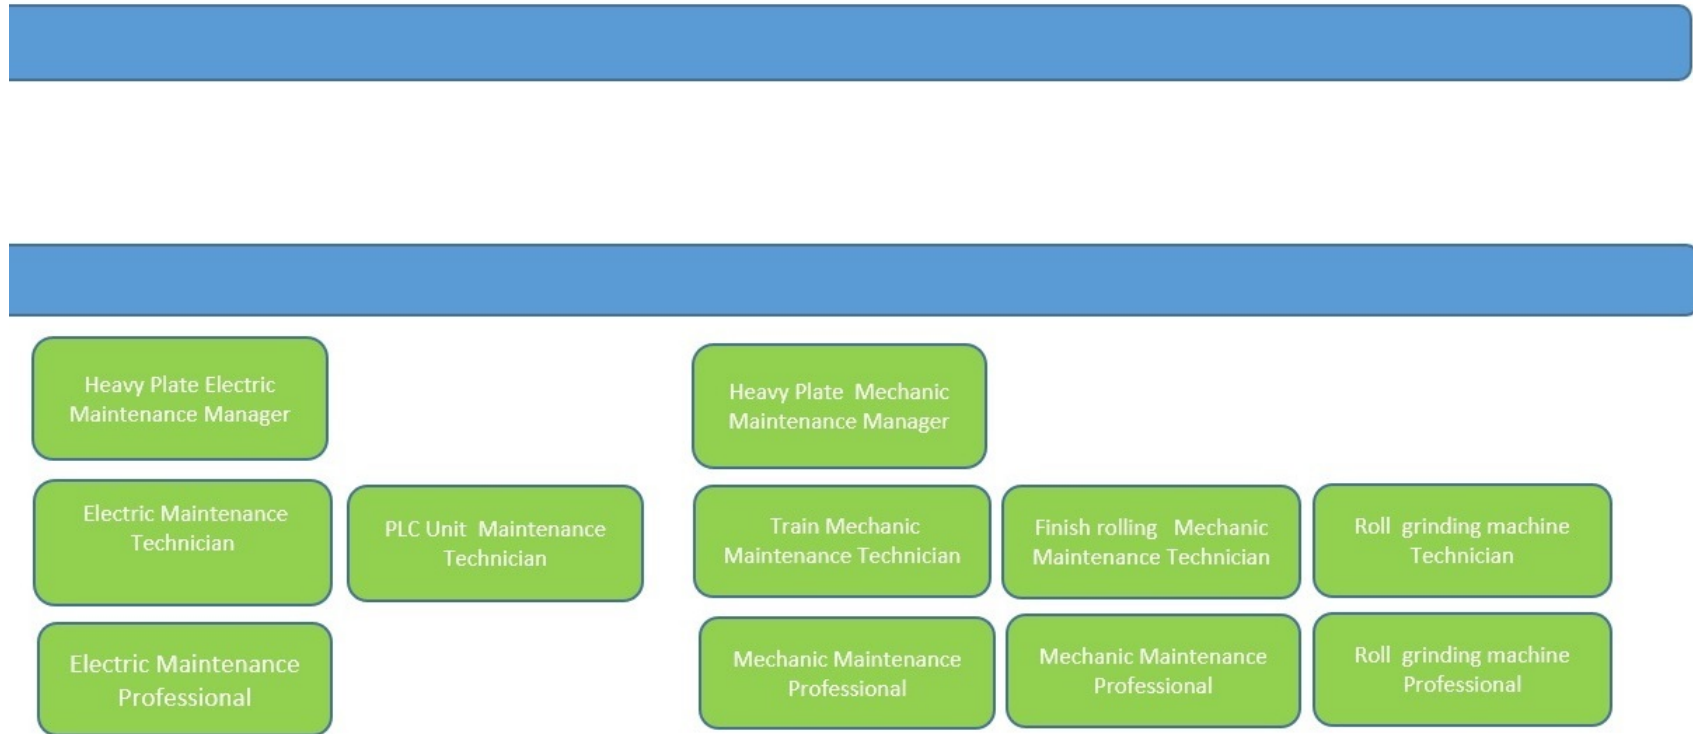 Heavy Plate Electric
Maintenance Manager
Heavy Plate  Mechanic
Maintenance Manager
Electric Maintenance
Technician
PLC Unit  Maintenance
Technician
Train Mechanic
Maintenance Technician
Finish rolling   Mechanic
Maintenance Technician
Roll  grinding machine
Technician
Electric Maintenance
Professional
Mechanic Maintenance
Professional
Mechanic Maintenance
Professional
Roll  grinding machine
Professional